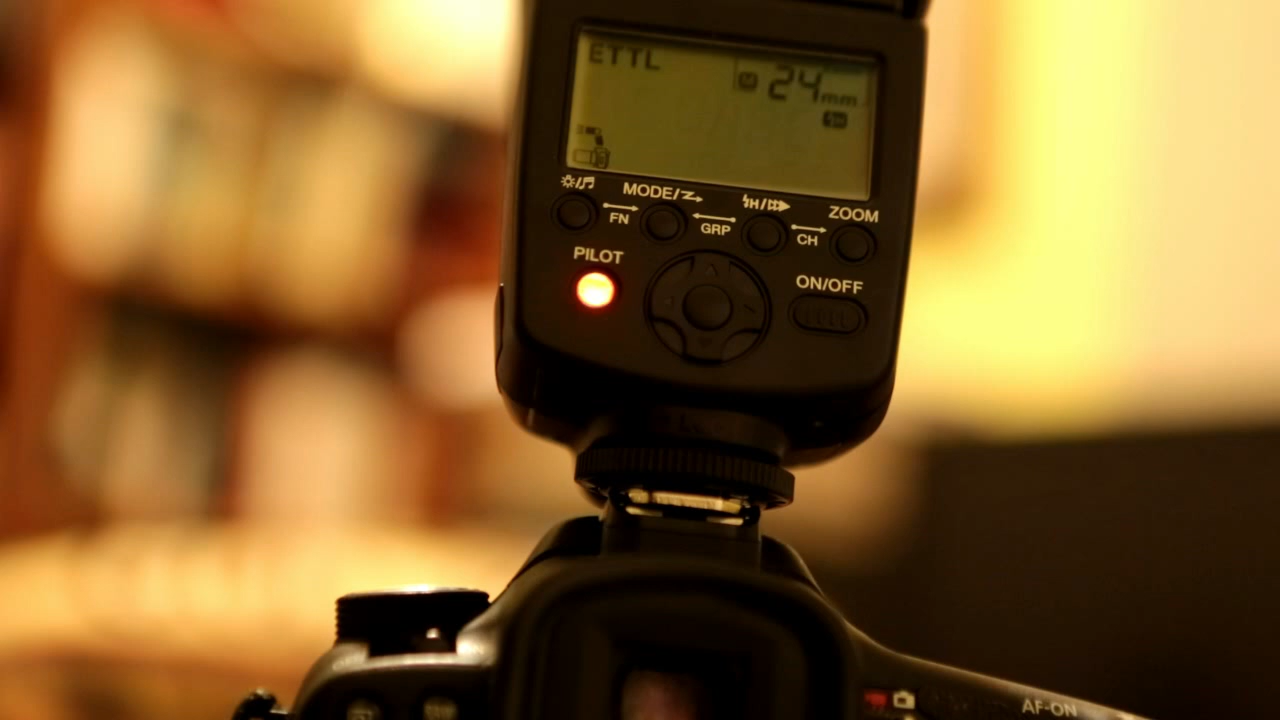 ETTL
M 24mm
MODE/
H/
ZOOM
FN
GRP
CH
PILOT
ON/OFF
AF-ON